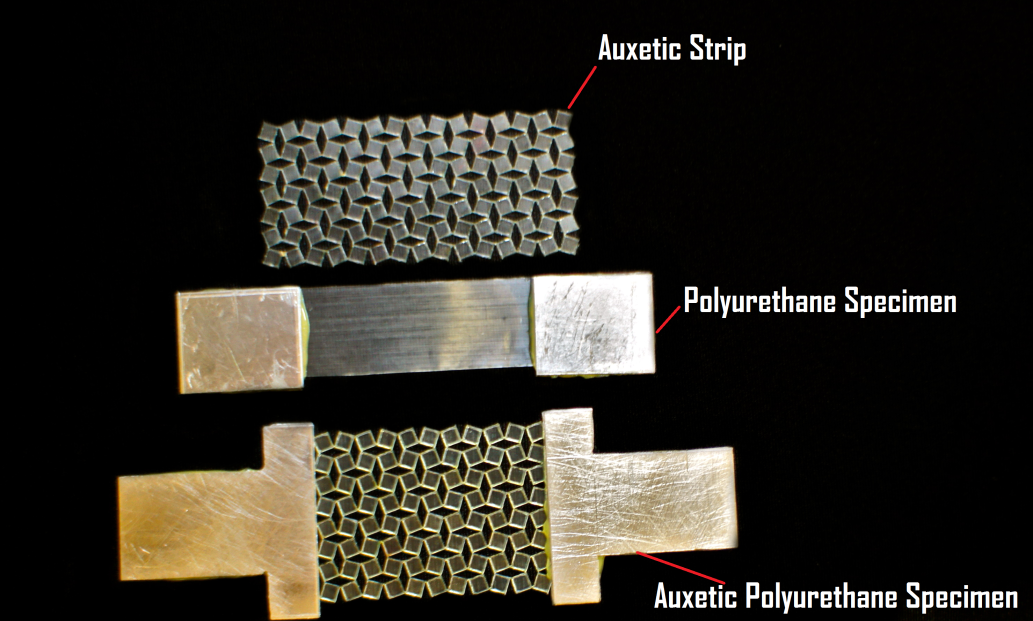 Auxetic Strip
Polyurethane Specimen
Auxetic Polyurethane Specimen